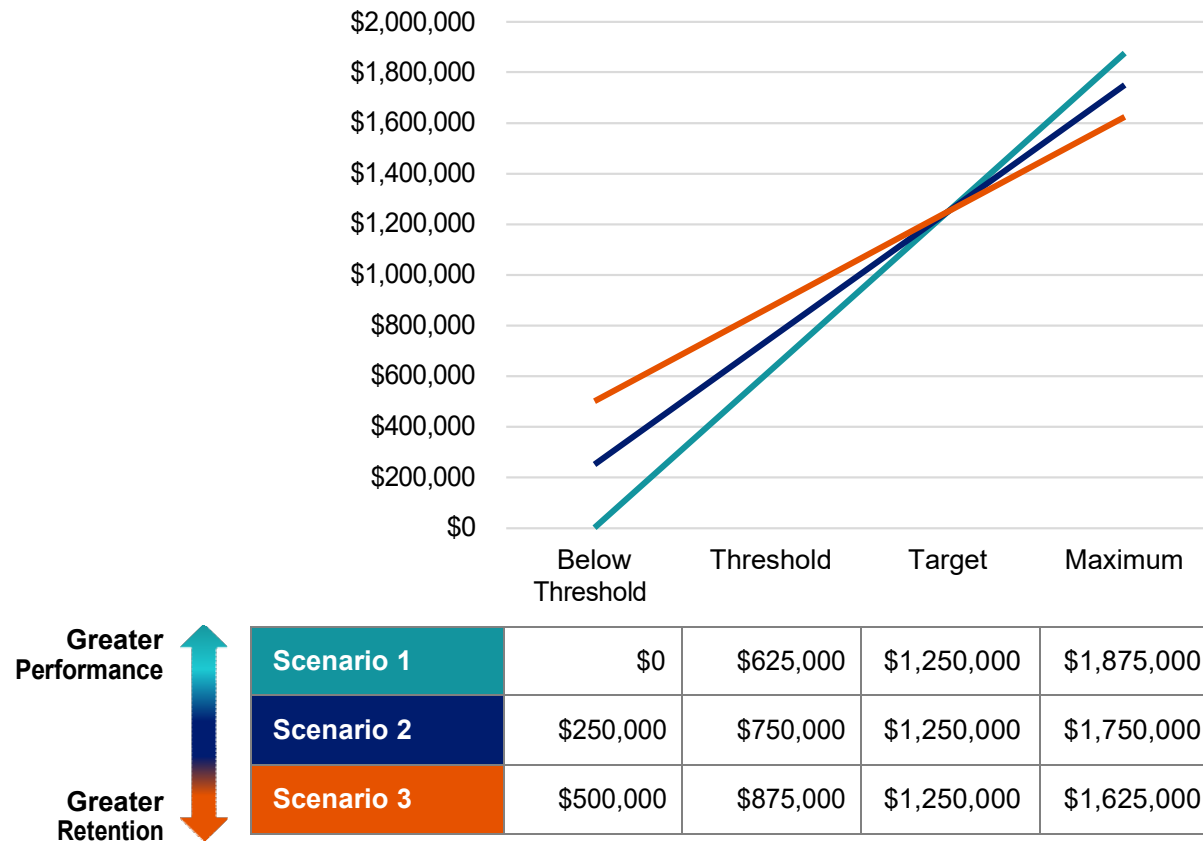 $2,000,000
$1,800,000
$1,600,000
$1,400,000
$1,200,000
$1,000,000
$800,000
$600,000
$400,000
$200,000
$0
Below
Threshold
Threshold
Target
Maximum
Greater
Performance
Greater
Retention
Scenario 1 $0 $625,000 $1,250,000 $1,875,000
Scenario 2 $250,000 $750,000 $1,250,000 $1,750,000
Scenario 3 $500,000 $875,000 $1,250,000 $1,625,000